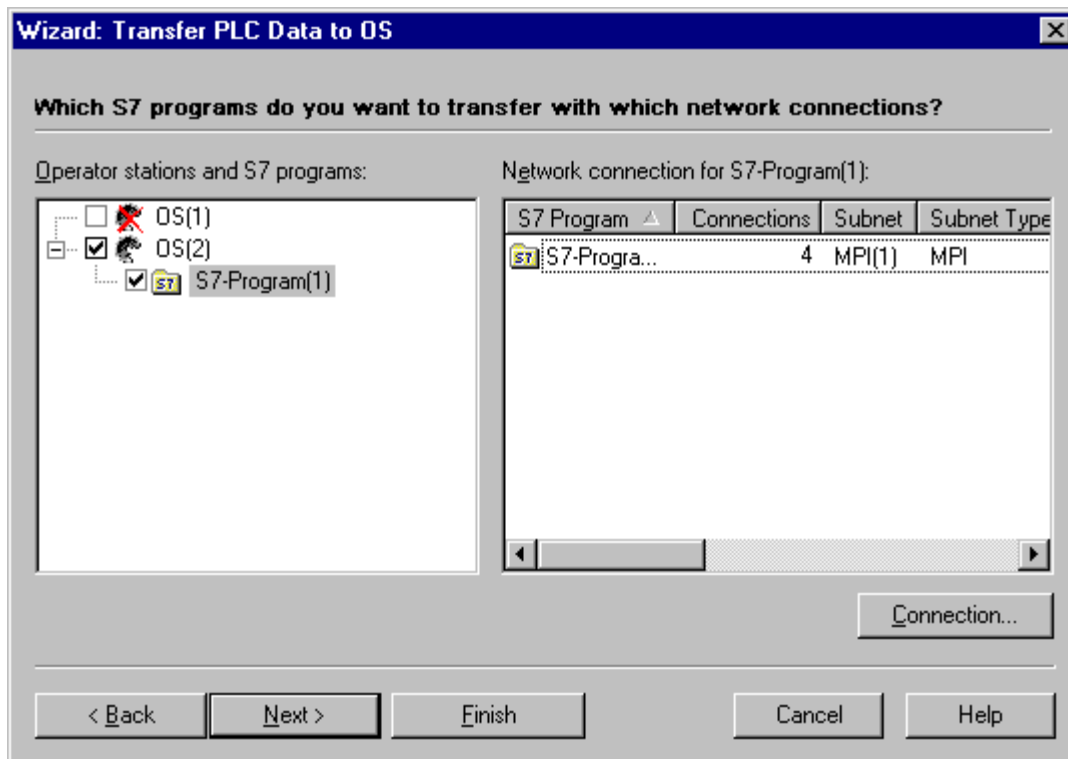 Wizard: Transfer PLC Data to OS
Which S7 programs do you want to transfer with which network connections?
Operator stations and S7 programs:
Network connection for S7-Program(1):
OS(1)
OS(2)
S7-Program(1)
S7 Program Connections Subnet Subnet Type
S7-Progra... 4 MPI(1) MPI
Connection...
< Back Next > Finish Cancel Help